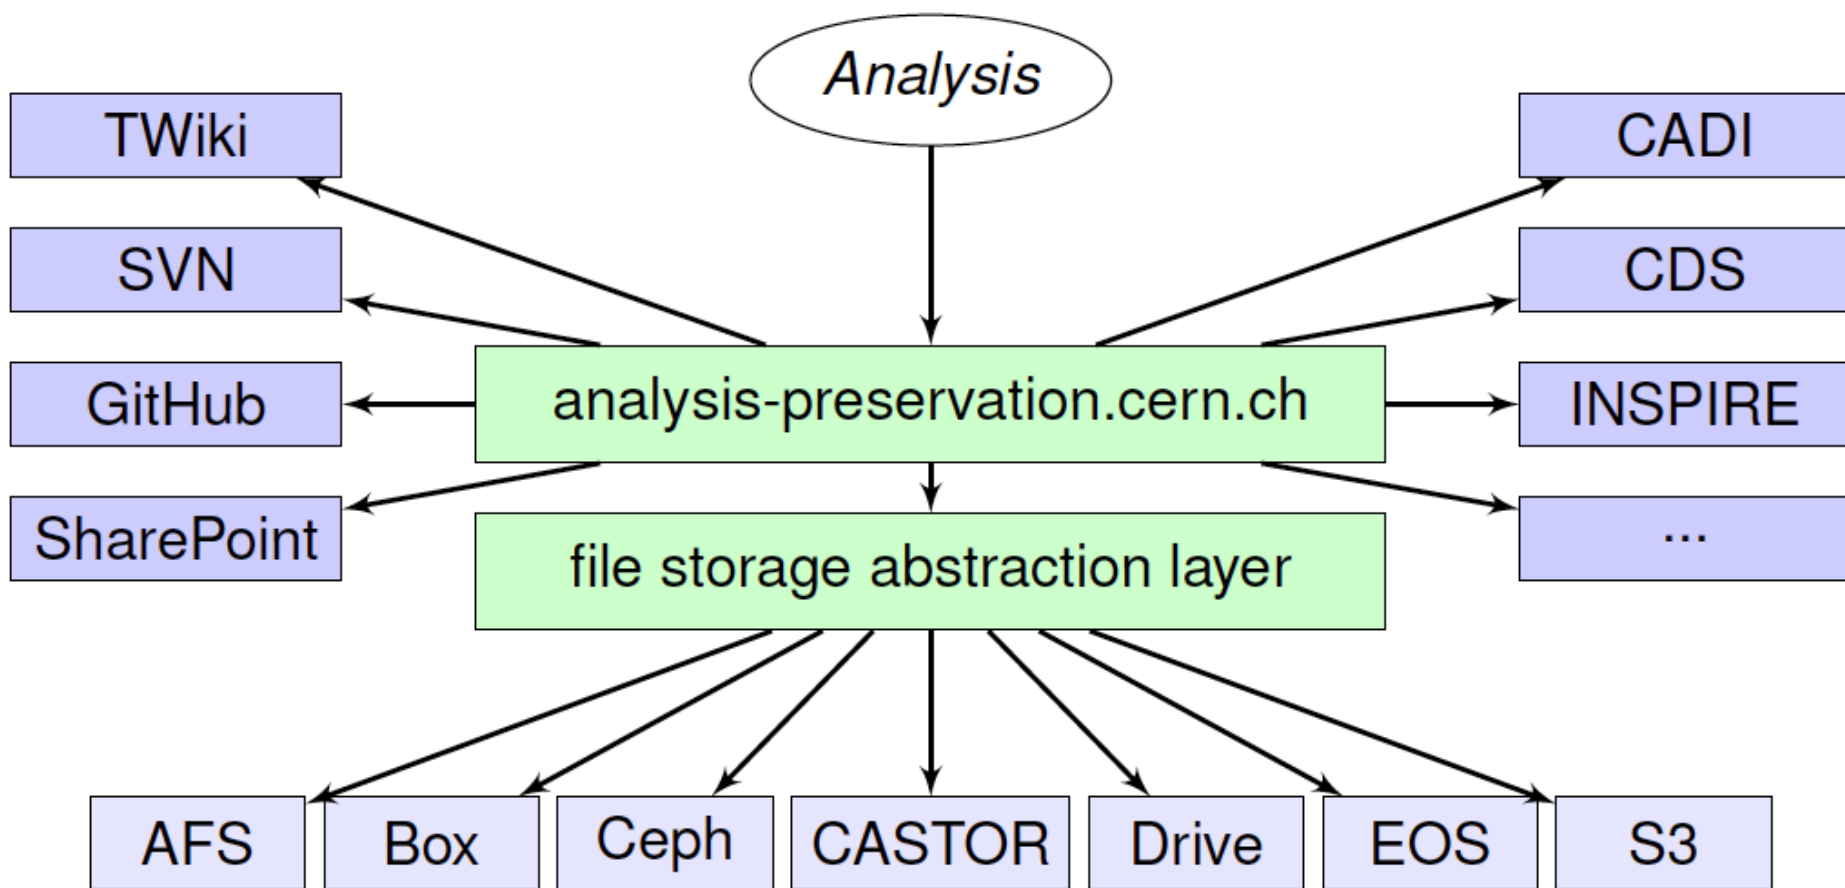 Analysis
TWiki
CADI
SVN
CDS
analysis-preservation.cern.ch
GitHub
INSPIRE
SharePoint
...
file storage abstraction layer
AFS
Box
Ceph
CASTOR
Drive
EOS
S3